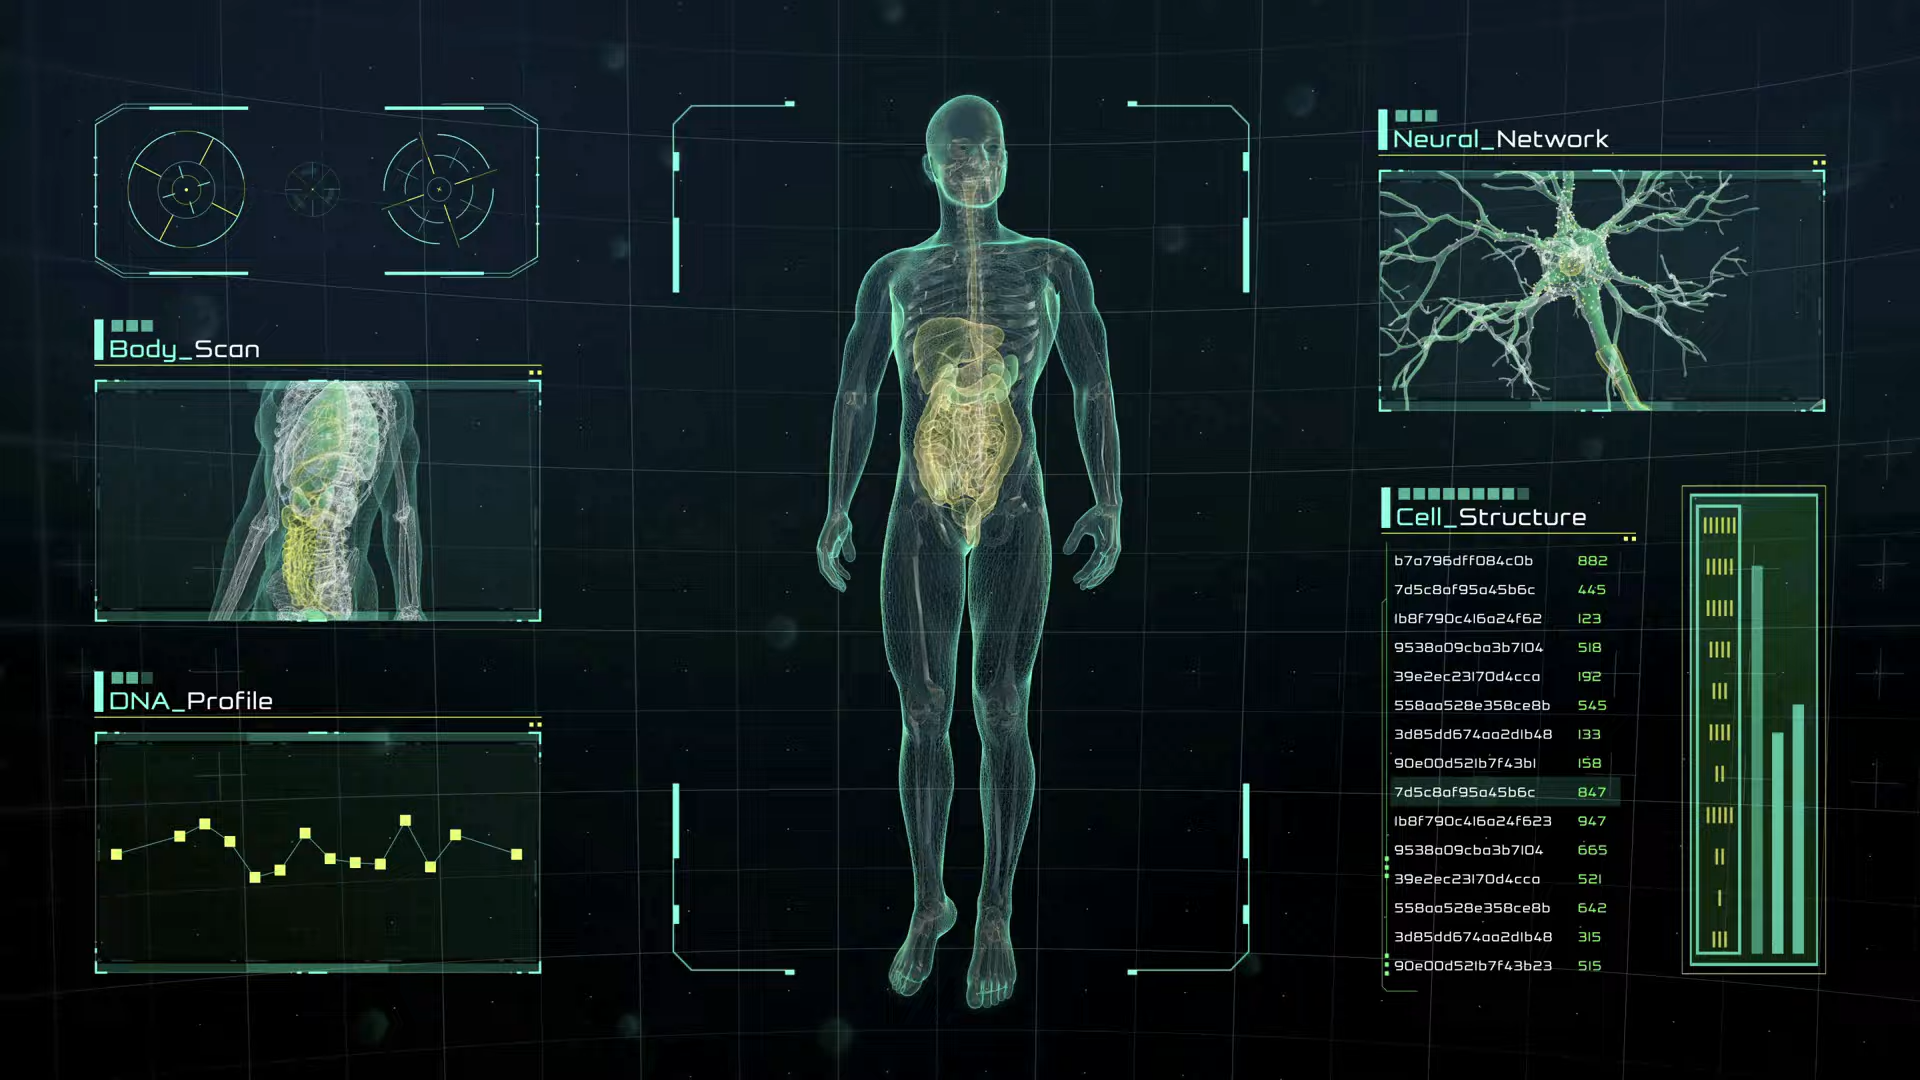 Body_Scan
DNA_Profile
Neural_Network
Cell_Structure
b7a796dff084c0b 882
7d5c8af95a45b6c 445
1b8f790c416a24f62 123
9538a09cba3b7104 518
39e2ec23170d4cca 192
558aa528e358ce8b 545
3d85dd674aa2d1b48 133
90e00d521b7f43b1 158
7d5c8af95a45b6c 847
1b8f790c416a24f623 947
9538a09cba3b7104 665
39e2ec23170d4cca 521
558aa528e358ce8b 642
3d85dd674aa2d1b48 315
90e00d521b7f43b23 515